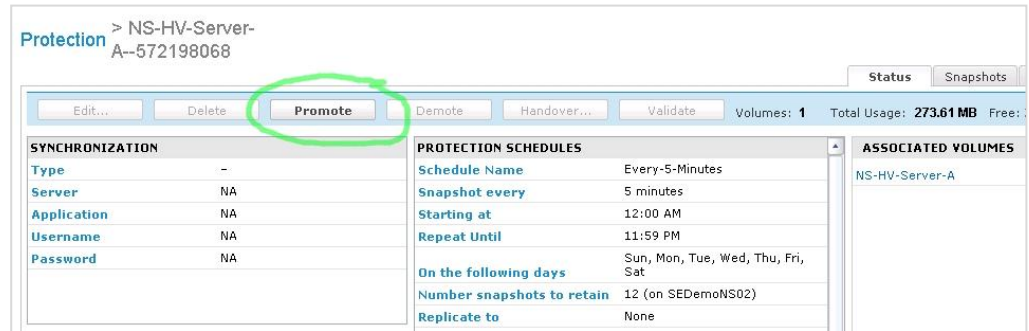 Protection > NS-HV-Server-
A--572198068
Status Snapshots
Edit... Delete Promote Demote Handover... Validate Volumes: 1 Total Usage: 273.61 MB Free:
SYNCHRONIZATION
Type -
Server NA
Application NA
Username NA
Password NA
PROTECTION SCHEDULES
Schedule Name Every-5-Minutes
Snapshot every 5 minutes
Starting at 12:00 AM
Repeat Until 11:59 PM
On the following days Sun, Mon, Tue, Wed, Thu, Fri,
Sat
Number snapshots to retain 12 (on SEDemoNS02)
Replicate to None
ASSOCIATED VOLUMES
NS-HV-Server-A